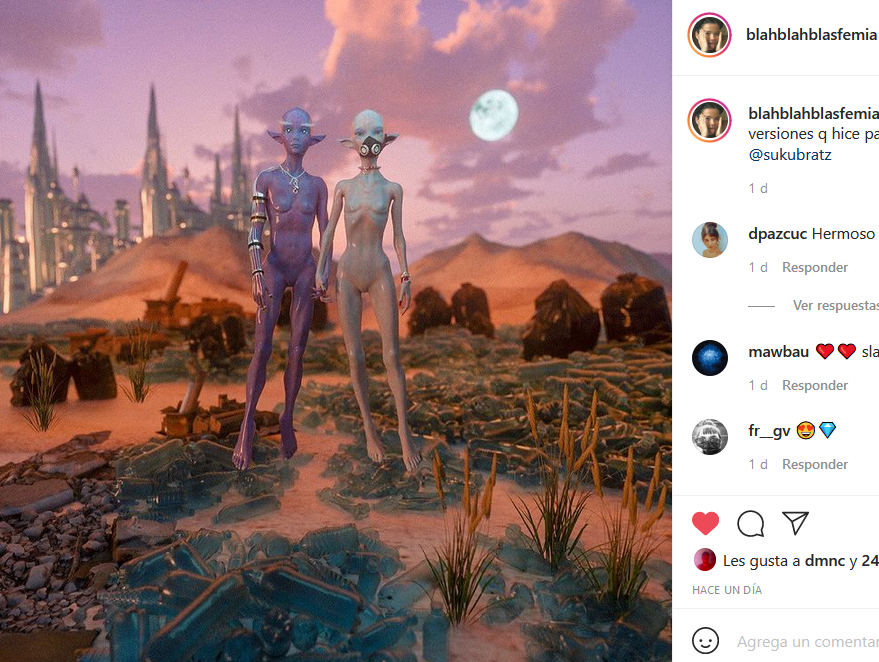 blahblahblasfemia
blahblahblasfemia
versiones q hice pa
@sukubratz
1 d
dpazcuc Hermoso
1 d Responder
Ver respuestas
mawbau ❤️❤️ sla
1 d Responder
fr__gv 😍💎
1 d Responder
Les gusta a dmnc y 24
HACE UN DÍA
Agrega un comentar